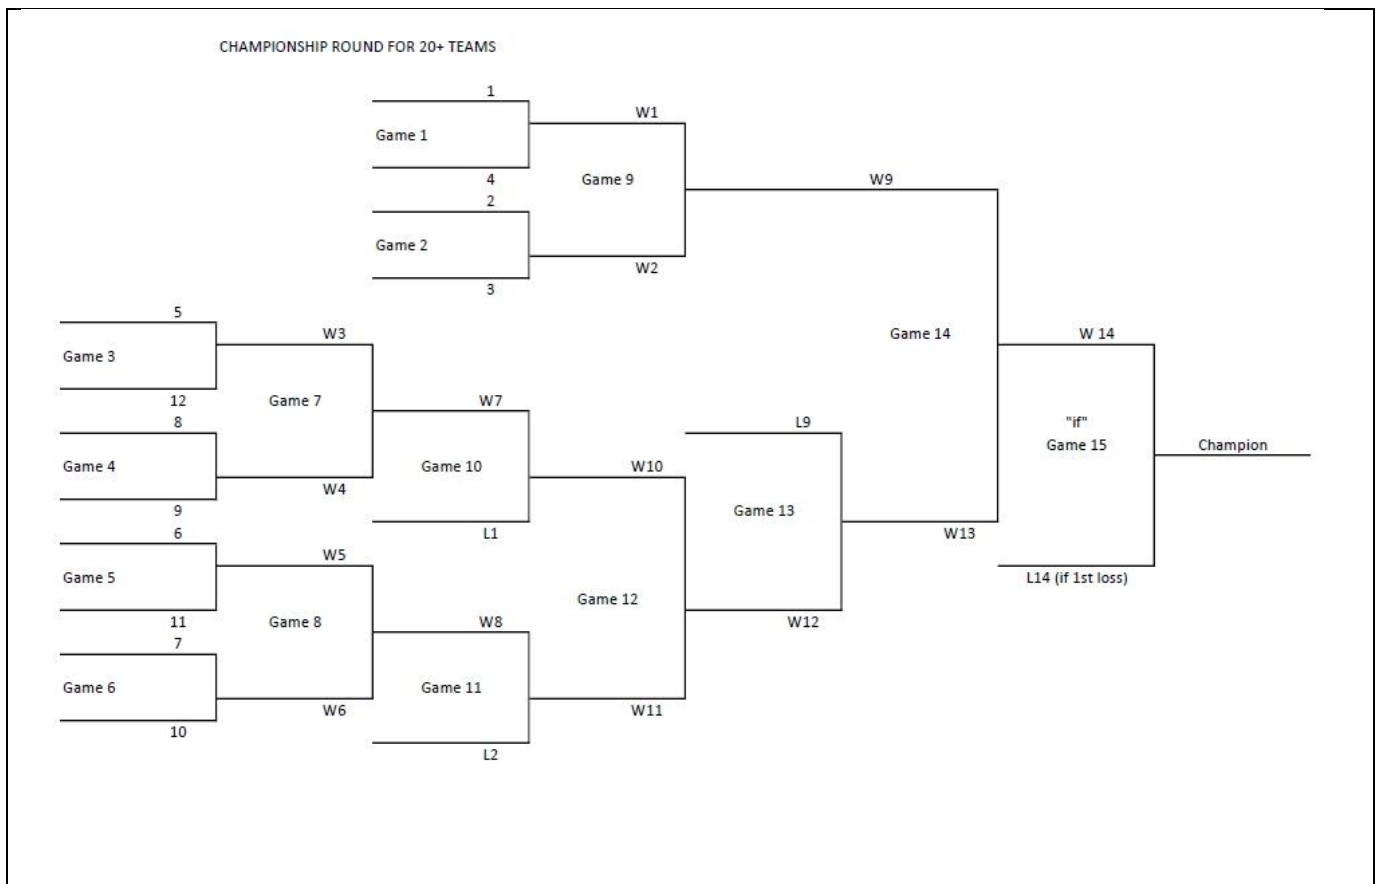 CHAMPIONSHIP ROUND FOR 20+ TEAMS
1
W1
Game 1
4
Game 9
W9
2
Game 2
W2
3
5
W3
Game 14
W 14
Game 3
12
Game 7
W7
8
L9
"if"
Game 4
Game 10
W10
Game 15
Champion
W4
9
Game 13
6
L1
W13
W5
Game 5
L14 (if 1st loss)
11
Game 8
W8
Game 12
W12
7
Game 6
Game 11
W6
W11
10
L2